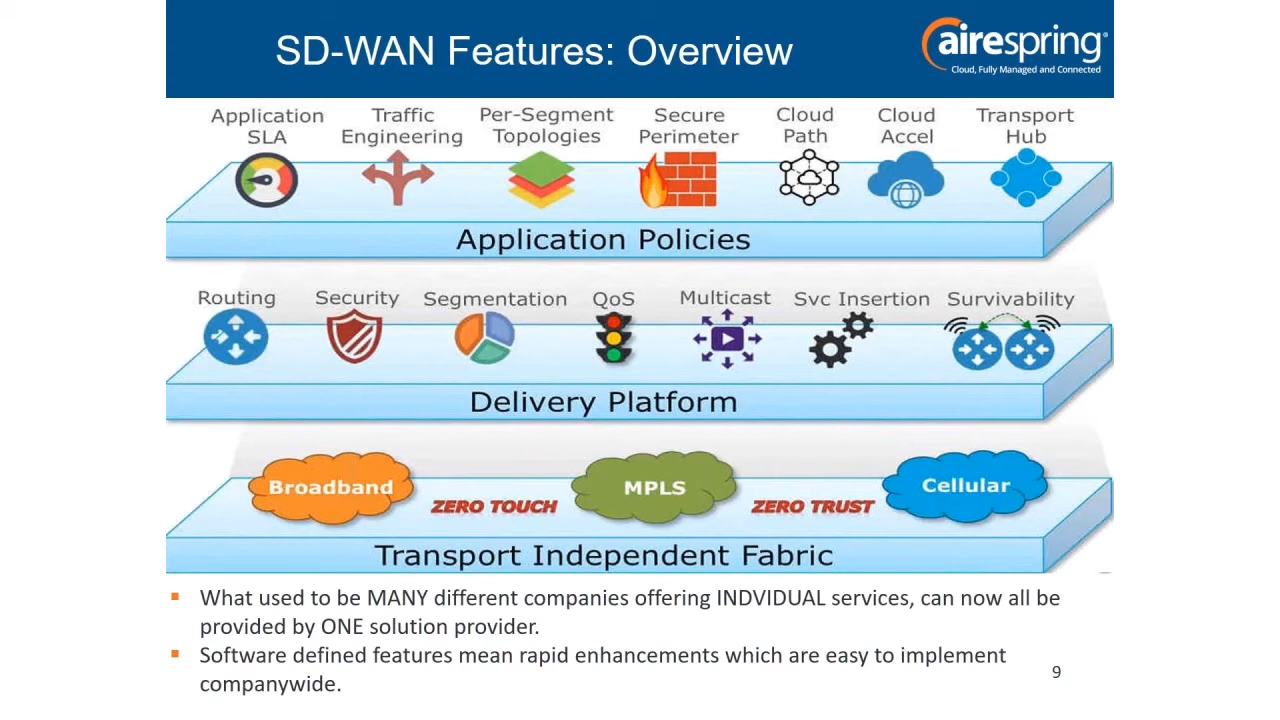 SD-WAN Features: Overview
airespring®
Cloud, Fully Managed and Connected
Application SLA
Traffic Engineering
Per-Segment Topologies
Secure Perimeter
Cloud Path
Cloud Accel
Transport Hub
Application Policies
Routing
Security
Segmentation
QoS
Multicast
Svc Insertion
Survivability
Delivery Platform
Broadband
ZERO TOUCH
MPLS
ZERO TRUST
Cellular
Transport Independent Fabric
▪ What used to be MANY different companies offering INDVIDUAL services, can now all be
provided by ONE solution provider.
▪ Software defined features mean rapid enhancements which are easy to implement
companywide.
9